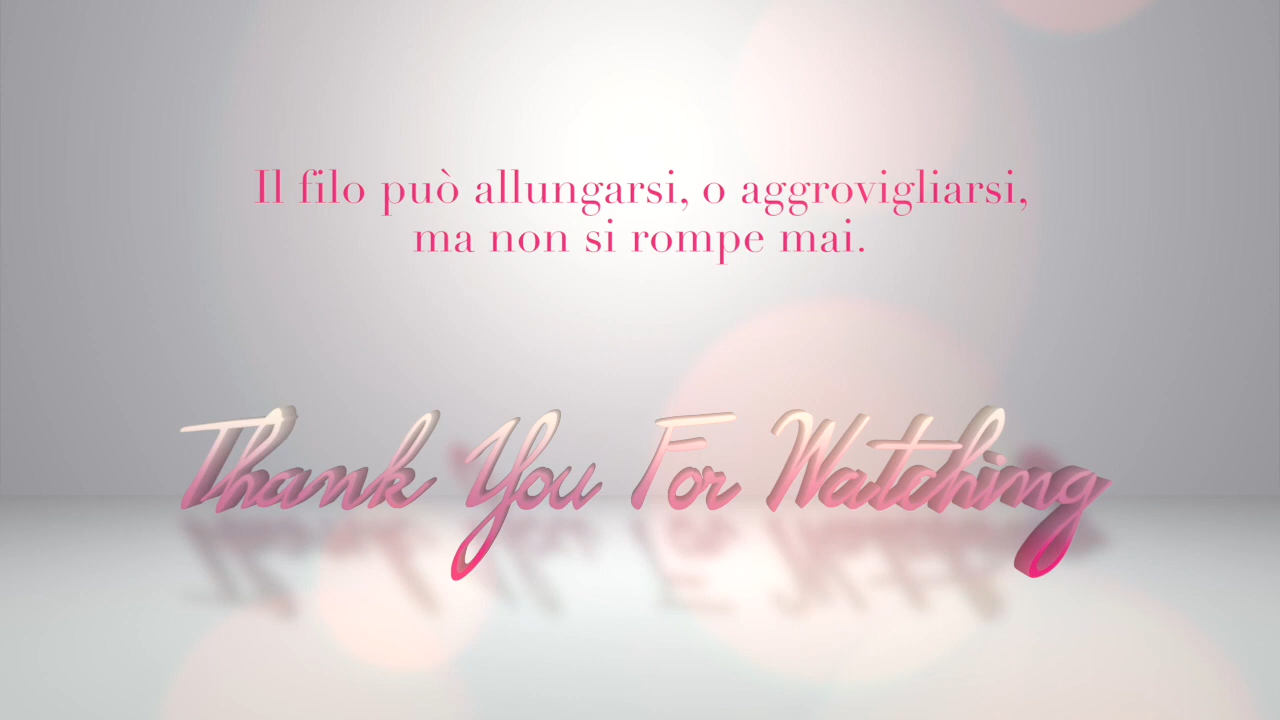 Il filo può allungarsi, o aggrovigliarsi,
ma non si rompe mai.
Thank You For Watching